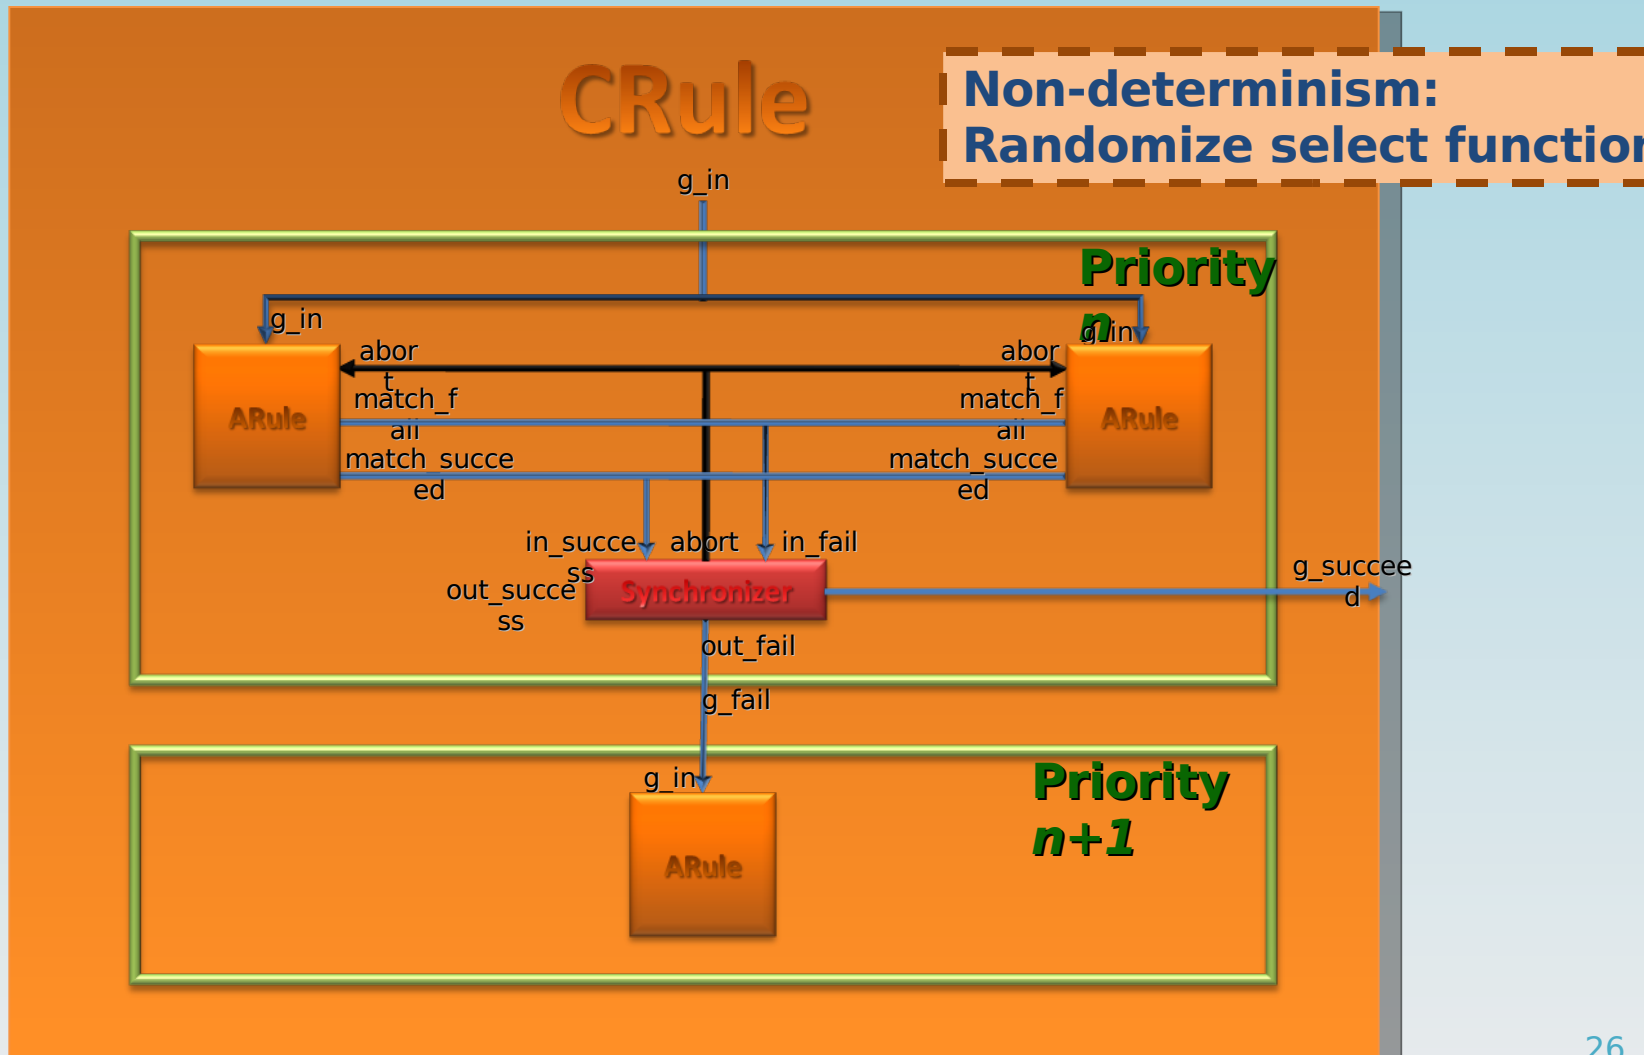 CRule
Non-determinism:
Randomize select function
g_in
Priority
n
g_in
g_in
abor
t
abor
t
match_f
ail
match_f
ail
ARule
ARule
match_succe
ed
match_succe
ed
in_succe
ss
abort
in_fail
g_succee
d
out_succe
ss
Synchronizer
out_fail
g_fail
g_in
Priority
n+1
ARule
26